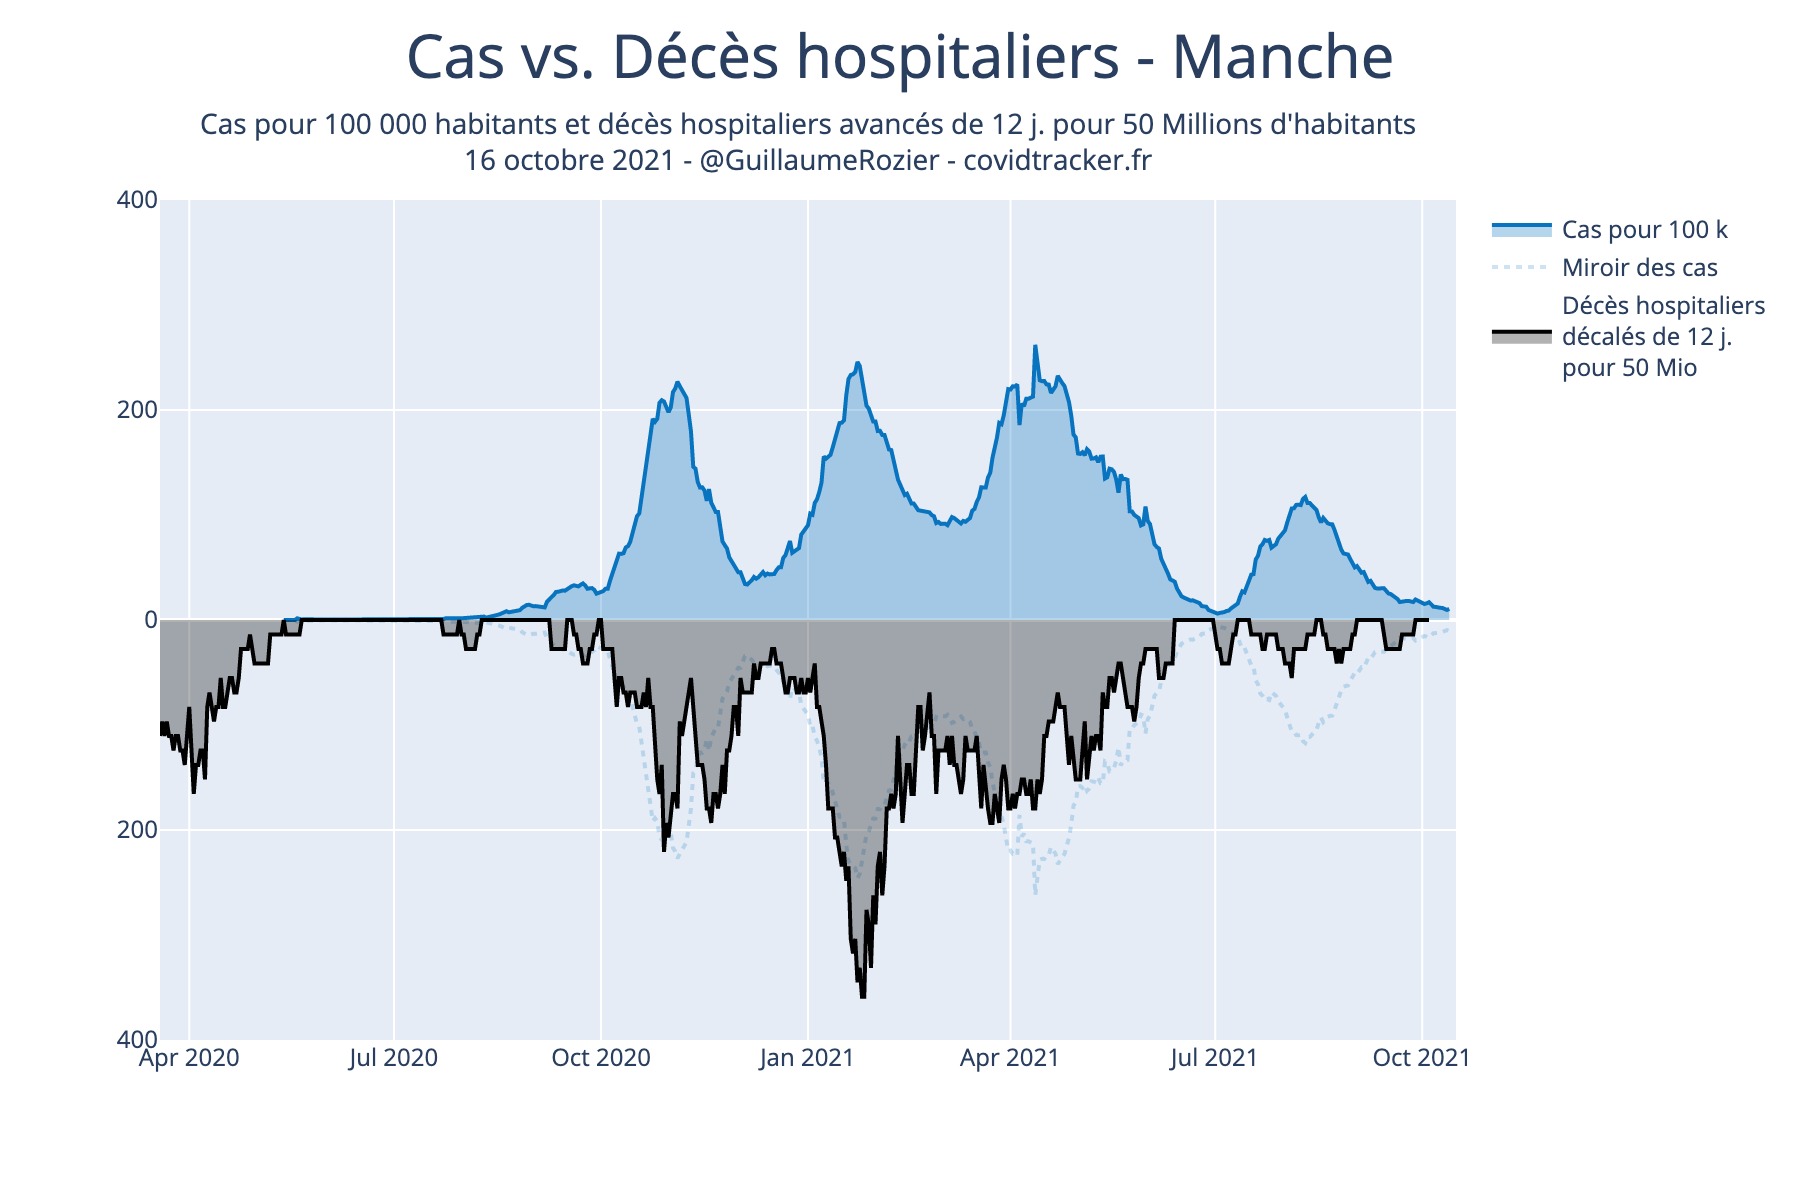 Cas vs. Décès hospitaliers - Manche
Cas pour 100 000 habitants et décès hospitaliers avancés de 12 j. pour 50 Millions d'habitants
16 octobre 2021 - @GuillaumeRozier - covidtracker.fr
400
200
0
200
400
Apr 2020
Jul 2020
Oct 2020
Jan 2021
Apr 2021
Jul 2021
Oct 2021
Cas pour 100 k
Miroir des cas
Décès hospitaliers
décalés de 12 j.
pour 50 Mio